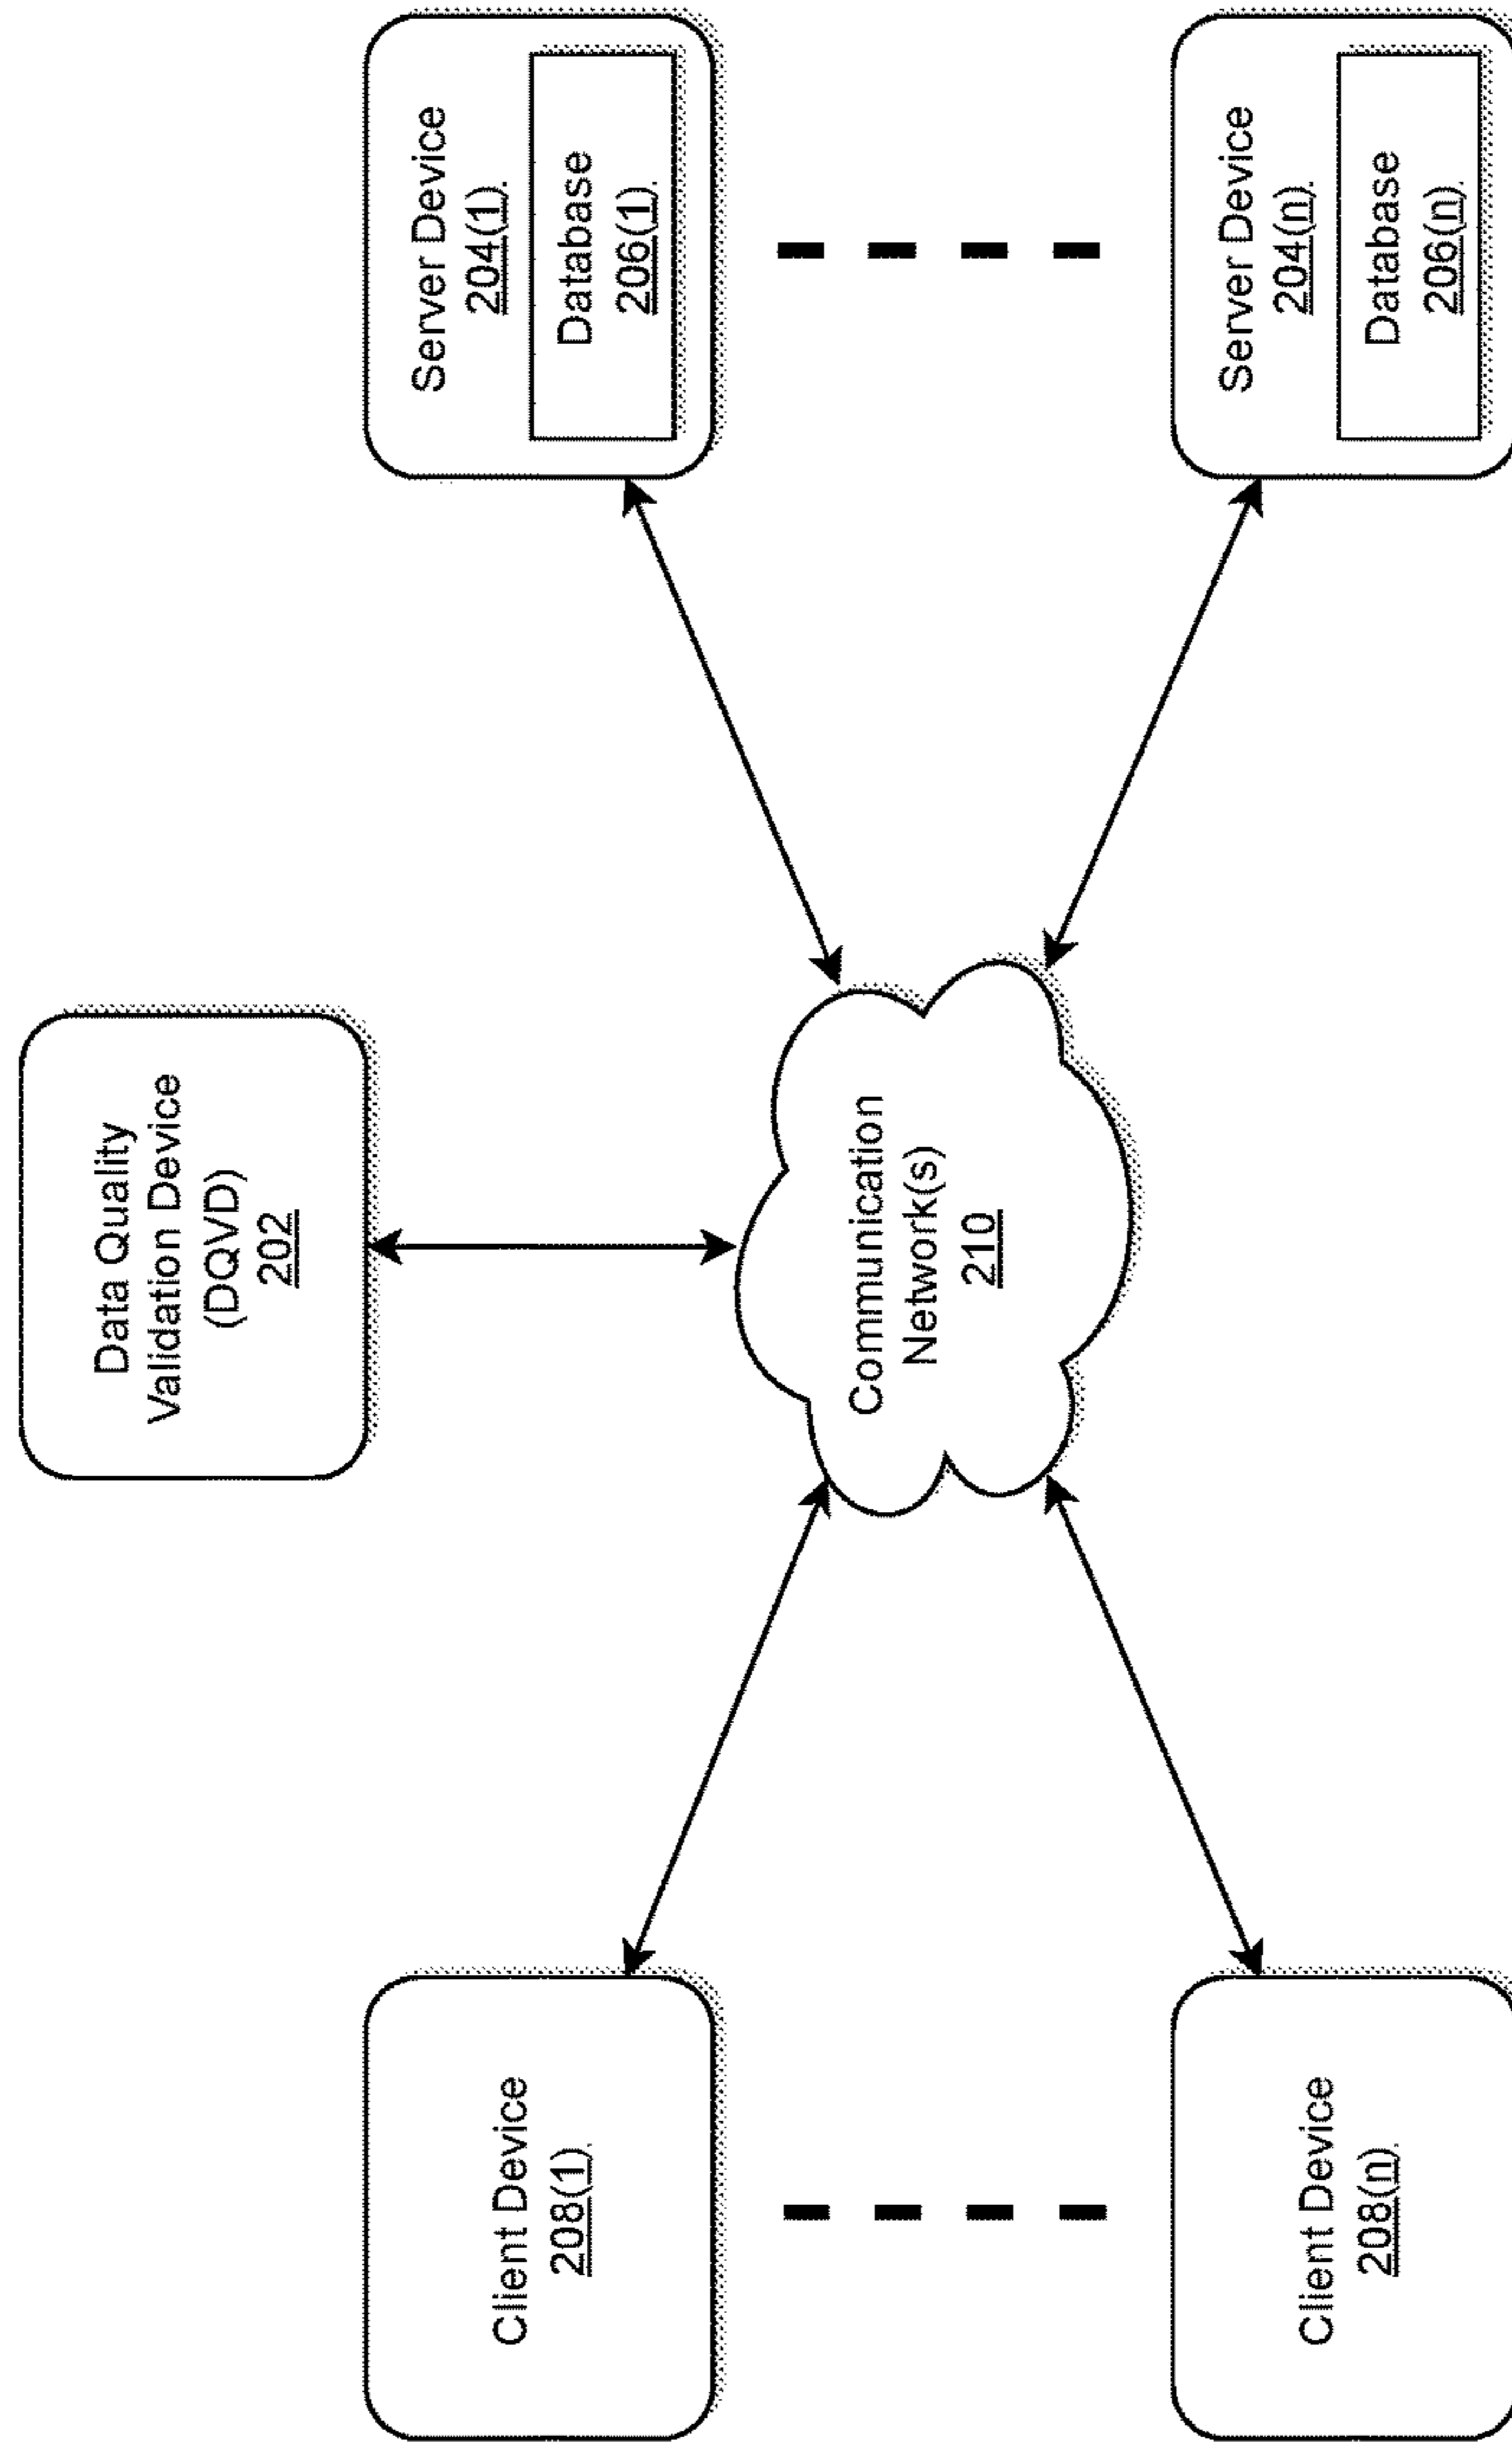 Data Quality
Validation Device
(DQVD)
202
Client Device
208(1)
Communication
Network(s)
210
Server Device
204(1)
Database
206(1)
Client Device
208(n)
Server Device
204(n)
Database
206(n)